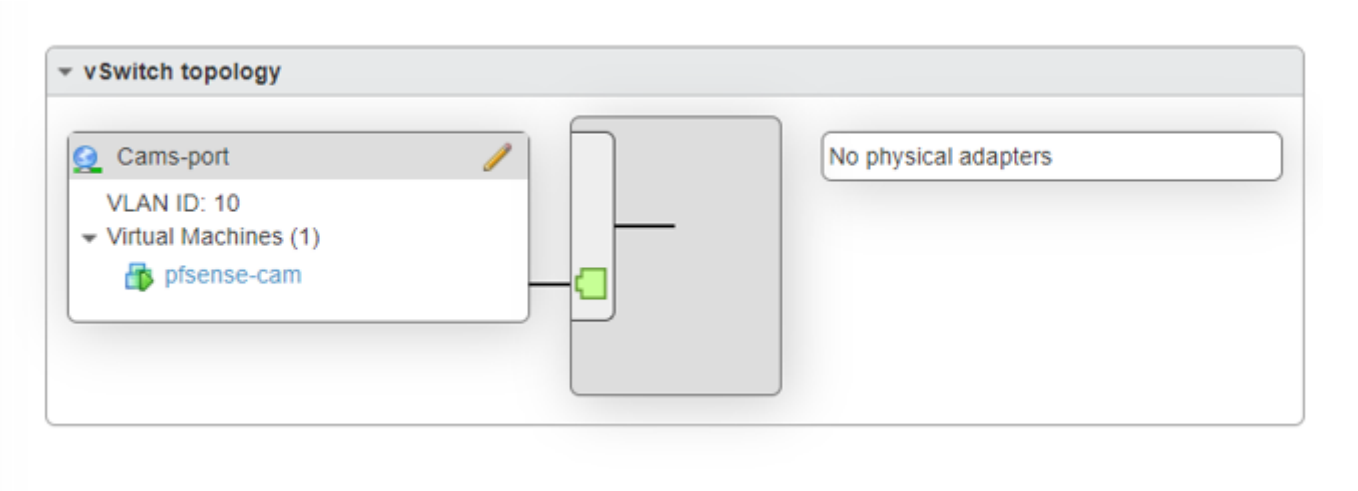 vSwitch topology
Cams-port
VLAN ID: 10
Virtual Machines (1)
pfsense-cam
No physical adapters